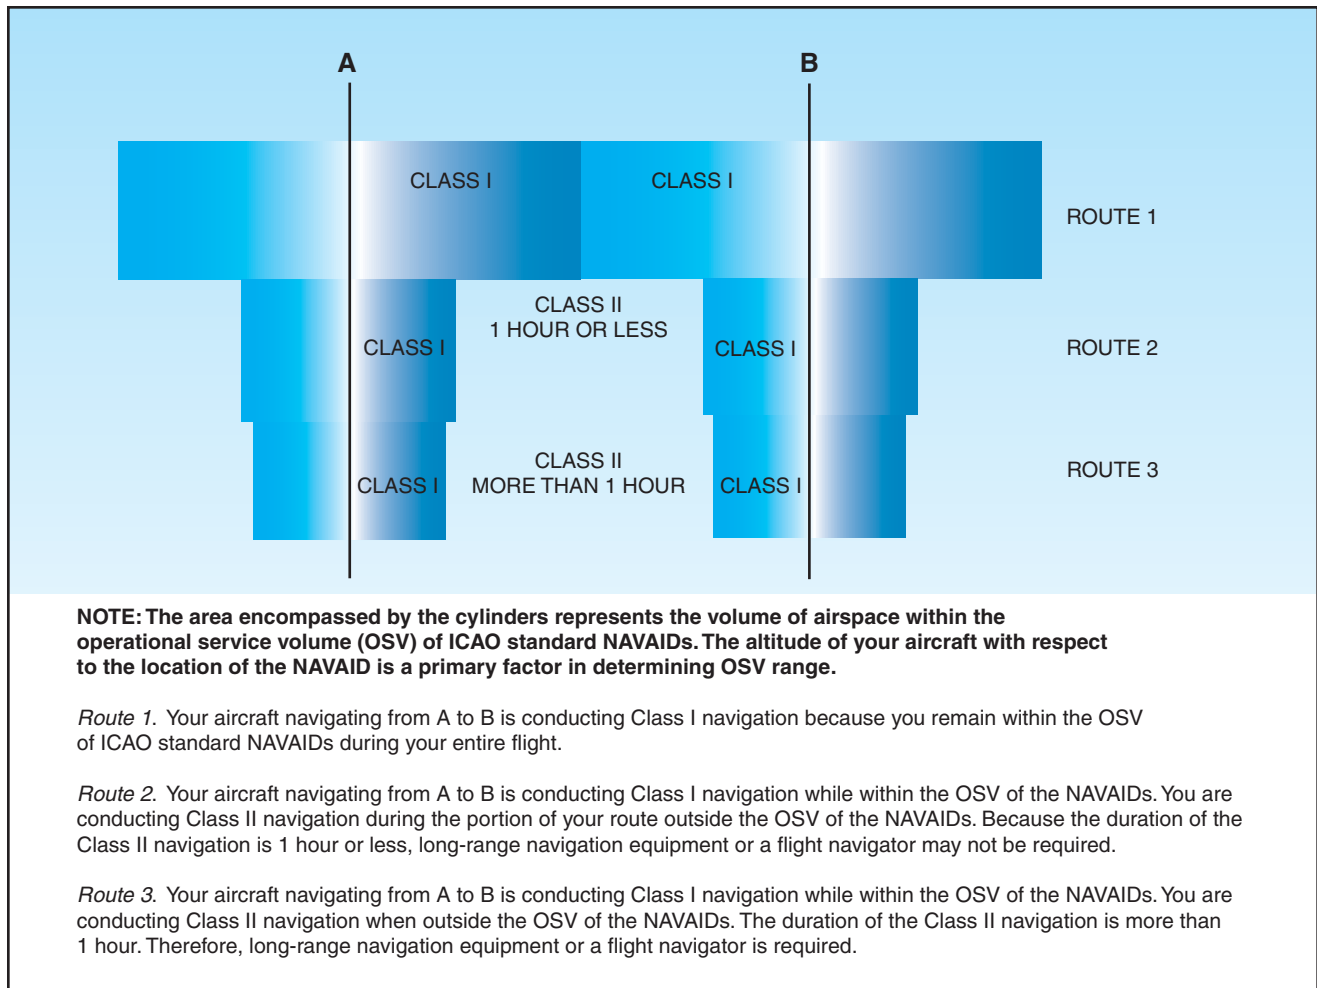 A
B
CLASS I
CLASS I
ROUTE 1
CLASS II
1 HOUR OR LESS
CLASS I
CLASS I
ROUTE 2
CLASS II
MORE THAN 1 HOUR
CLASS I
CLASS I
ROUTE 3
NOTE: The area encompassed by the cylinders represents the volume of airspace within the
operational service volume (OSV) of ICAO standard NAVAIDs. The altitude of your aircraft with respect
to the location of the NAVAID is a primary factor in determining OSV range.
Route 1. Your aircraft navigating from A to B is conducting Class I navigation because you remain within the OSV
of ICAO standard NAVAIDs during your entire flight.
Route 2. Your aircraft navigating from A to B is conducting Class I navigation while within the OSV of the NAVAIDs. You are
conducting Class II navigation during the portion of your route outside the OSV of the NAVAIDs. Because the duration of the
Class II navigation is 1 hour or less, long-range navigation equipment or a flight navigator may not be required.
Route 3. Your aircraft navigating from A to B is conducting Class I navigation while within the OSV of the NAVAIDs. You are
conducting Class II navigation when outside the OSV of the NAVAIDs. The duration of the Class II navigation is more than
1 hour. Therefore, long-range navigation equipment or a flight navigator is required.